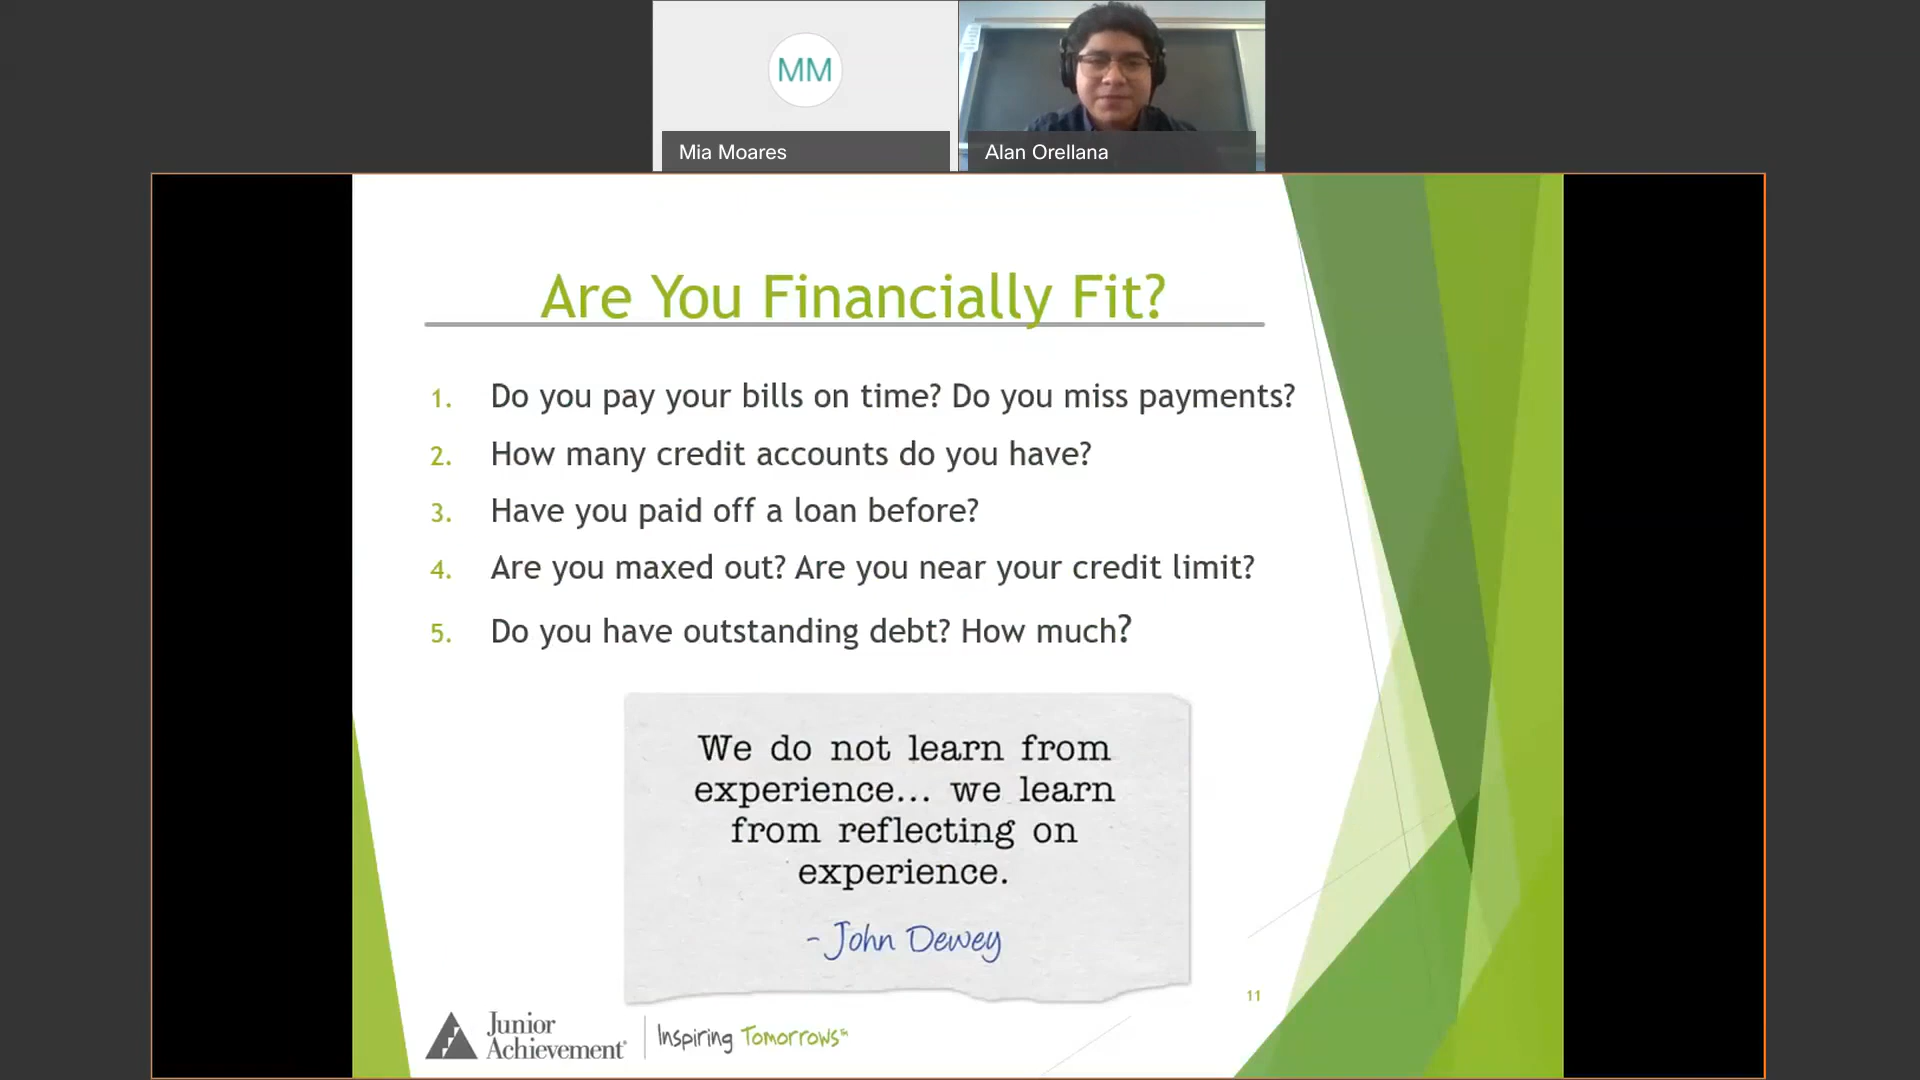 MM
Mia Moares
Alan Orellana
Are You Financially Fit?
1. Do you pay your bills on time? Do you miss payments?
2. How many credit accounts do you have?
3. Have you paid off a loan before?
4. Are you maxed out? Are you near your credit limit?
5. Do you have outstanding debt? How much?
We do not learn from
experience... we learn
from reflecting on
experience.
- John Dewey
11
Junior
Achievement®
Inspiring Tomorrows™